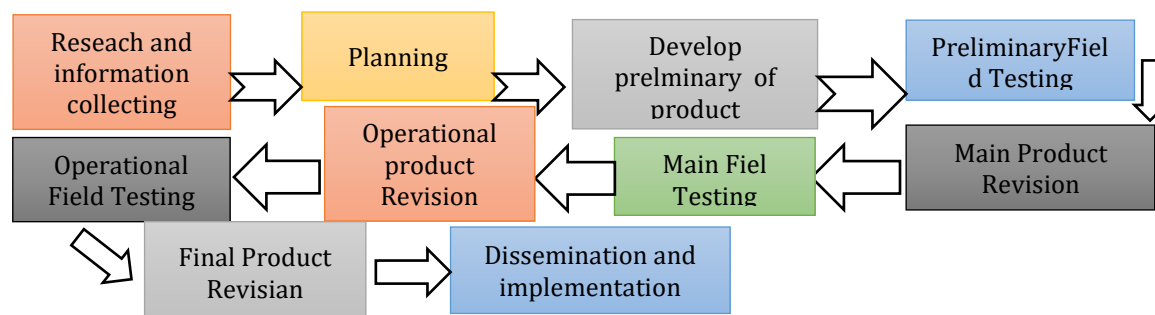 Reseach and
information
collecting
Planning
Develop
prelminary of
product
PreliminaryFiel
d Testing
Main Product
Revision
Main Fiel
Testing
Operational
product
Revision
Operational
Field Testing
Final Product
Revisian
Dissemination and
implementation